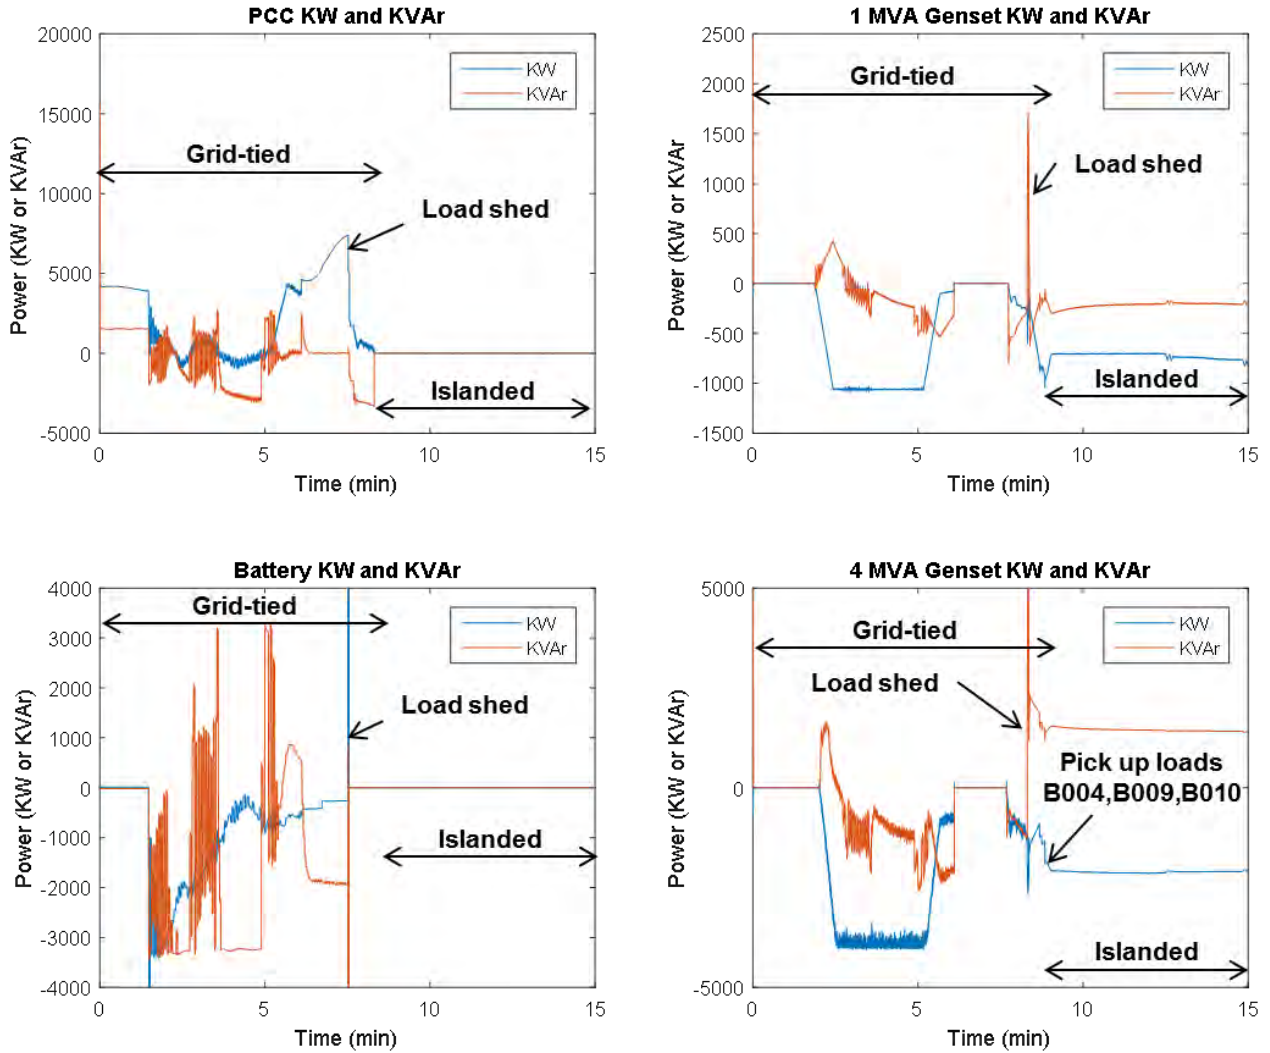 PCC KW and KVAr
20000
15000
10000
5000
0
-5000
Power (KW or KVAr)
KW
KVAr
Grid-tied
Load shed
Islanded
0
5
10
15
Time (min)
1 MVA Genset KW and KVAr
2500
2000
1500
1000
500
0
-500
-1000
-1500
Power (KW or KVAr
KW
KVAr
Grid-tied
Load shed
Islanded
0
5
10
15
Time (min)
Battery KW and KVAr
4000
3000
2000
1000
0
-1000
-2000
-3000
-4000
Power (KW or KVAr)
Grid-tied
KW
KVAr
Load shed
Islanded
0
5
10
15
Time (min)
4 MVA Genset KW and KVAr
5000
0
-5000
Power (KW or KVAr)
Grid-tied
KW
KVAr
Load shed
Pick up loads
B004,B009,B010
Islanded
0
5
10
15
Time (min)